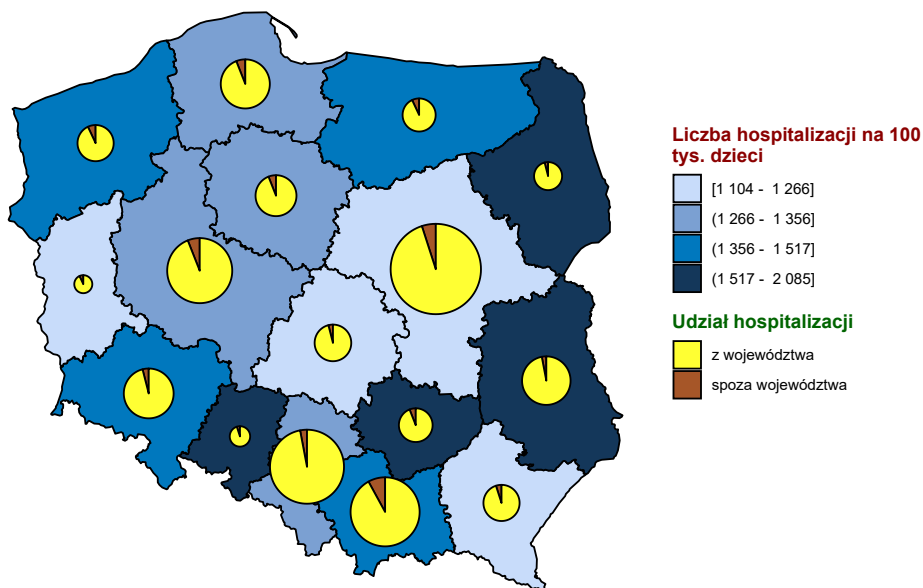 Liczba hospitalizacji na 100
tys. dzieci
[1 104 - 1 266]
(1 266 - 1 356]
(1 356 - 1 517]
(1 517 - 2 085]
Udział hospitalizacji
z województwa
spoza województwa